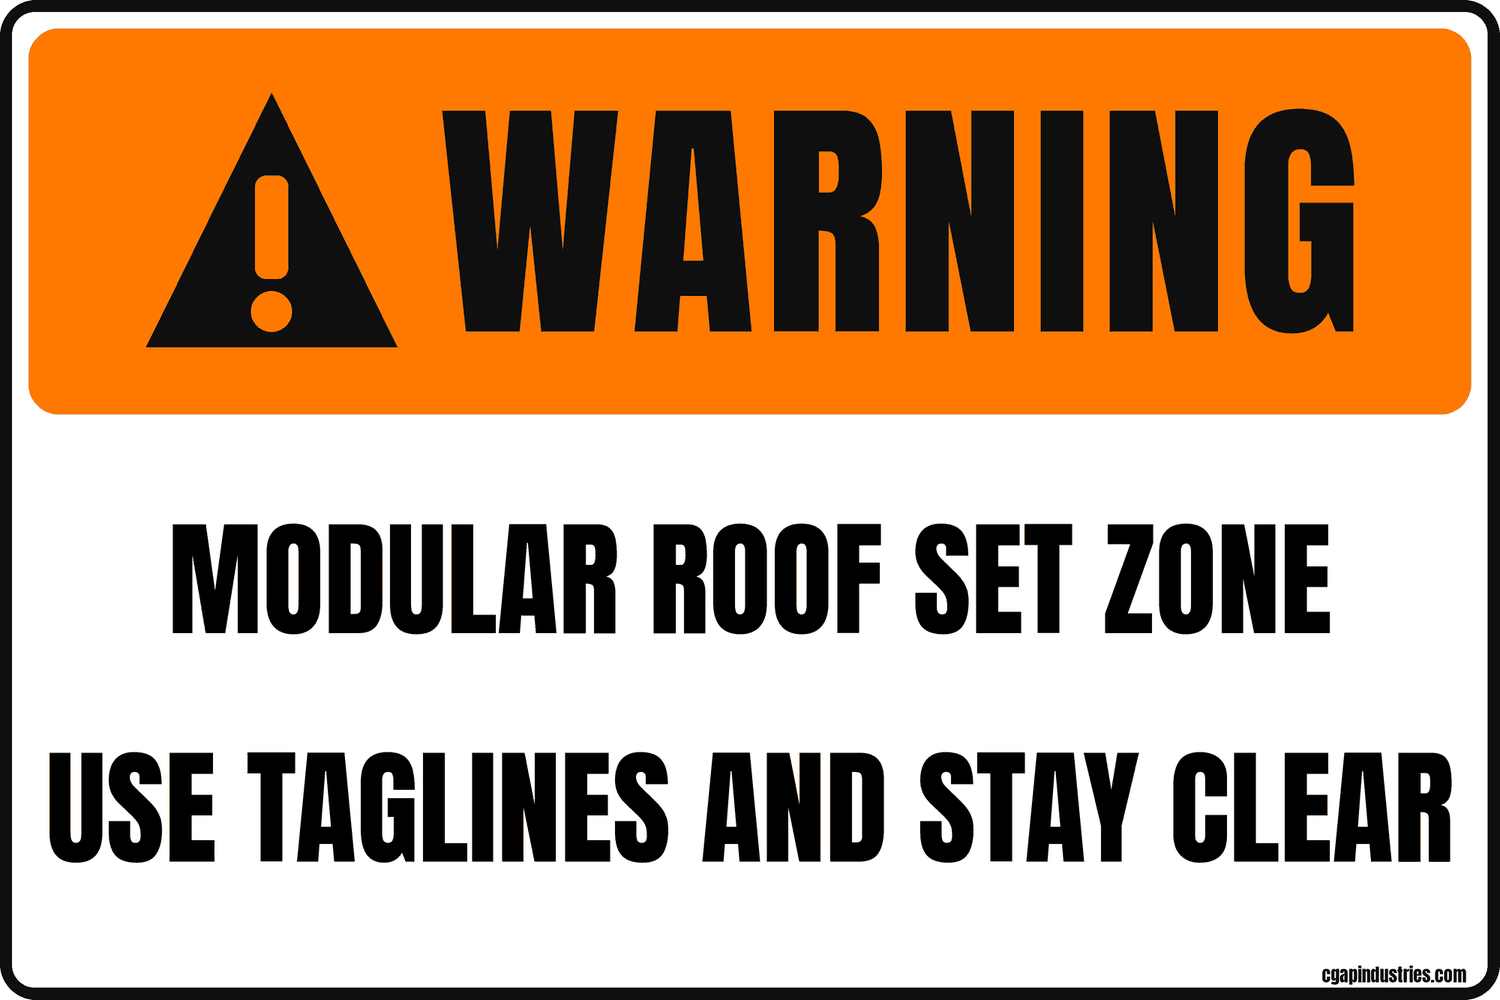 WARNING
MODULAR ROOF SET ZONE
USE TAGLINES AND STAY CLEAR
cgapindustries.com